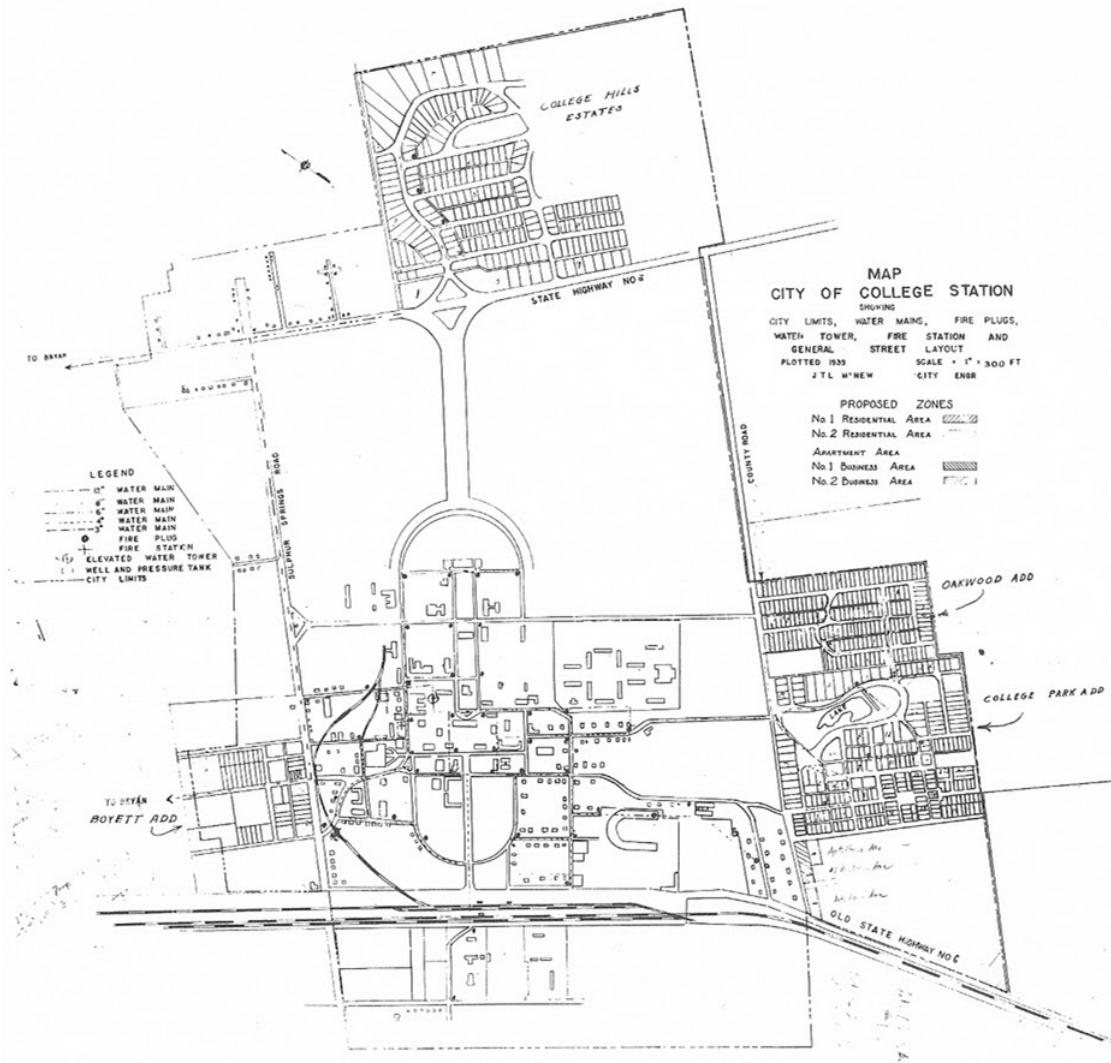 COLLEGE HILLS
ESTATES
STATE HIGHWAY NO 6
TO BRYAN
MAP
CITY OF COLLEGE STATION
SHOWING
CITY LIMITS, WATER MAINS, FIRE PLUGS,
WATER TOWER, FIRE STATION AND
GENERAL STREET LAYOUT
PLOTTED 1939 SCALE = 1" = 300 FT
J T L McNEW CITY ENGR
PROPOSED ZONES
No. 1 RESIDENTIAL AREA
No. 2 RESIDENTIAL AREA
APARTMENT AREA
No. 1 BUSINESS AREA
No. 2 BUSINESS AREA
COUNTY ROAD
SULPHUR SPRINGS ROAD
LEGEND
WATER MAIN
8" WATER MAIN
6" WATER MAIN
4" WATER MAIN
3" WATER MAIN
FIRE PLUG
FIRE STATION
ELEVATED WATER TOWER
WELL AND PRESSURE TANK
CITY LIMITS
OAKWOOD ADD
COLLEGE PARK ADD
LAKE
TO BRYAN
BOYETT ADD
OLD STATE HIGHWAY NO 6